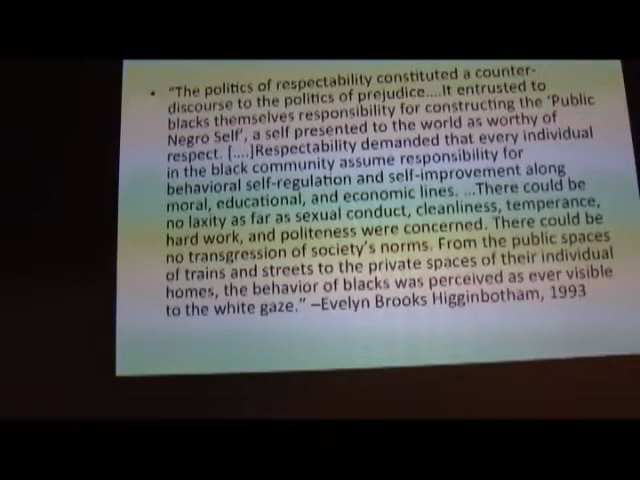 • “The politics of respectability constituted a counter-
discourse to the politics of prejudice....It entrusted to
blacks themselves responsibility for constructing the ‘Public
Negro Self’, a self presented to the world as worthy of
respect. [....]Respectability demanded that every individual
in the black community assume responsibility for
behavioral self-regulation and self-improvement along
moral, educational, and economic lines. ...There could be
no laxity as far as sexual conduct, cleanliness, temperance,
hard work, and politeness were concerned. There could be
no transgression of society’s norms. From the public spaces
of trains and streets to the private spaces of their individual
homes, the behavior of blacks was perceived as ever visible
to the white gaze.” –Evelyn Brooks Higginbotham, 1993